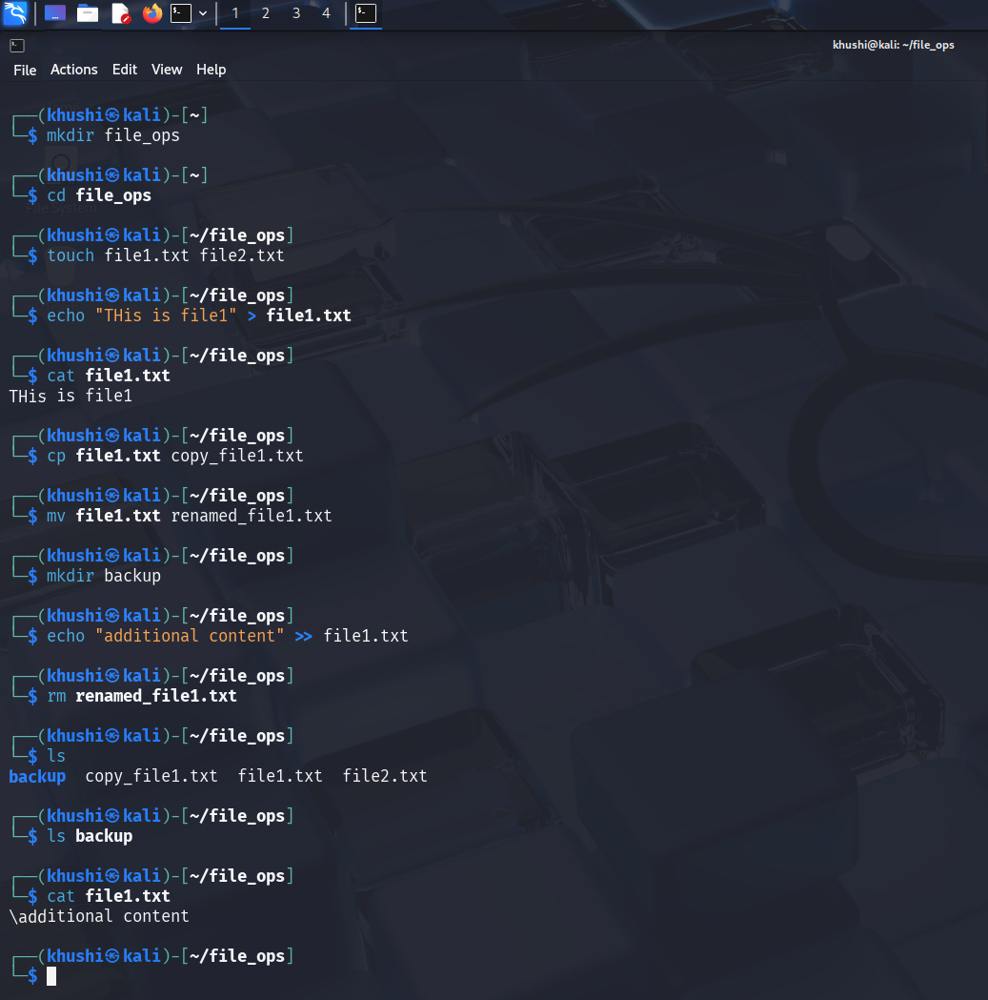 1 2 3 4
khushi@kali: ~/file_ops
File Actions Edit View Help
┌──(khushi㉿kali)-[~]
└─$ mkdir file_ops
┌──(khushi㉿kali)-[~]
└─$ cd file_ops
┌──(khushi㉿kali)-[~/file_ops]
└─$ touch file1.txt file2.txt
┌──(khushi㉿kali)-[~/file_ops]
└─$ echo "THis is file1" > file1.txt
┌──(khushi㉿kali)-[~/file_ops]
└─$ cat file1.txt
THis is file1
┌──(khushi㉿kali)-[~/file_ops]
└─$ cp file1.txt copy_file1.txt
┌──(khushi㉿kali)-[~/file_ops]
└─$ mv file1.txt renamed_file1.txt
┌──(khushi㉿kali)-[~/file_ops]
└─$ mkdir backup
┌──(khushi㉿kali)-[~/file_ops]
└─$ echo "additional content" >> file1.txt
┌──(khushi㉿kali)-[~/file_ops]
└─$ rm renamed_file1.txt
┌──(khushi㉿kali)-[~/file_ops]
└─$ ls
backup copy_file1.txt file1.txt file2.txt
┌──(khushi㉿kali)-[~/file_ops]
└─$ ls backup
┌──(khushi㉿kali)-[~/file_ops]
└─$ cat file1.txt
\additional content
┌──(khushi㉿kali)-[~/file_ops]
└─$